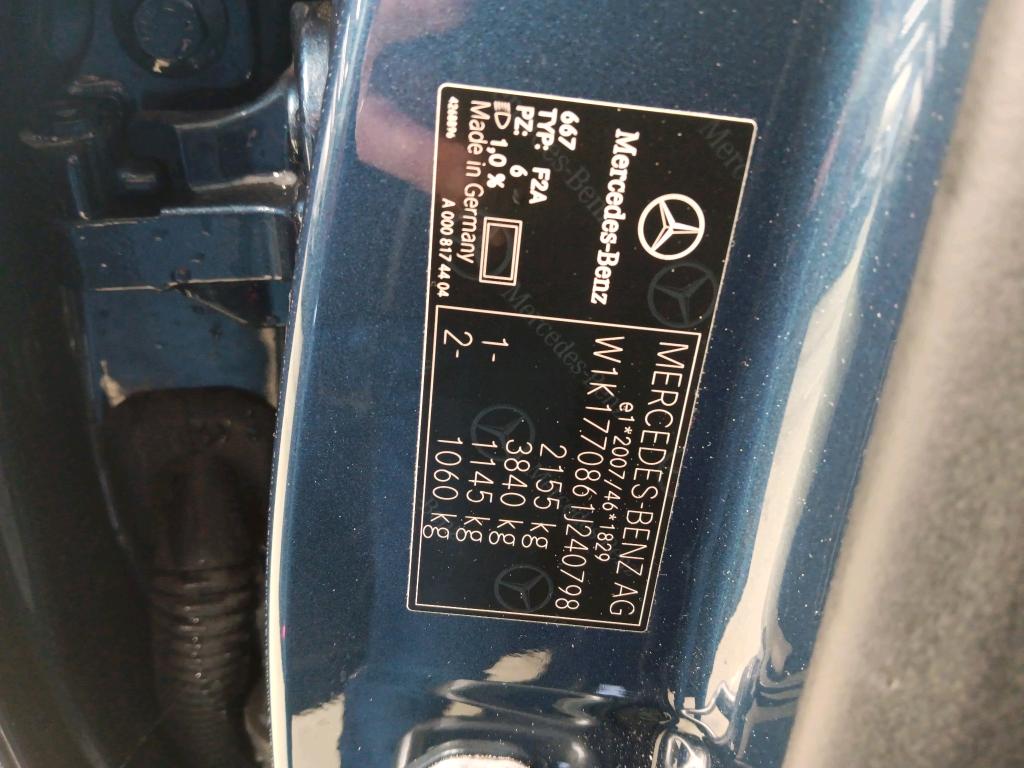 MERCEDES-BENZ AG
e1*2007/46*1829
W1K1770861J240798
2155 kg
3840 kg
1- 1145 kg
2- 1060 kg
Mercedes-Benz
667
TYP: F2A
PZ: 6
1,0 %
Made in Germany
A 000 817 44 04